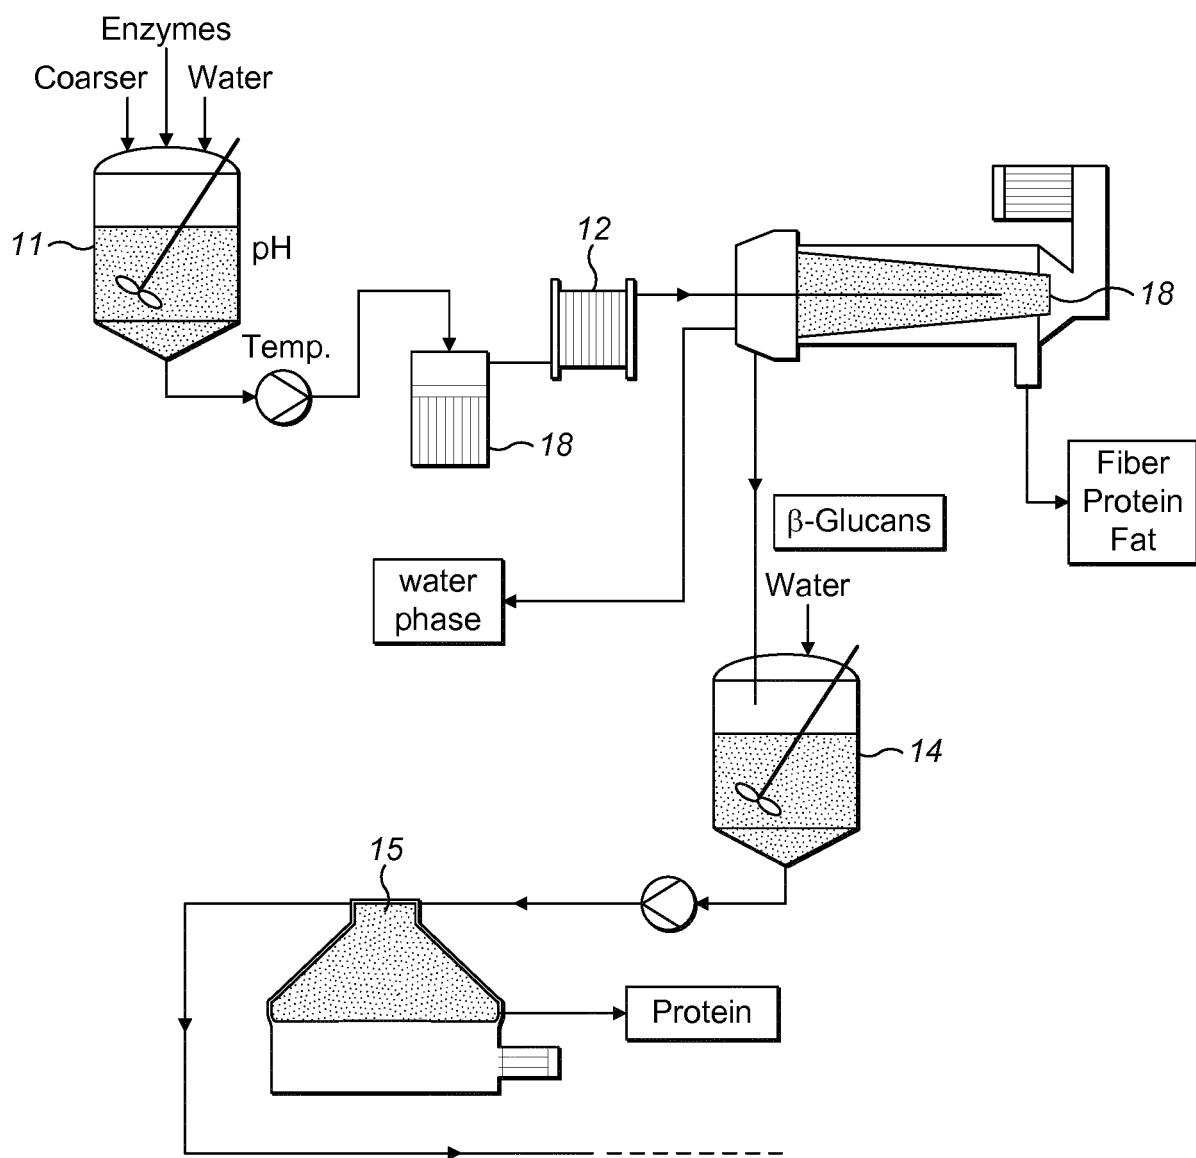 Enzymes
Coarser
Water
11
pH
12
18
Temp.
18
Fiber
Protein
Fat
β-Glucans
water
phase
Water
14
15
Protein